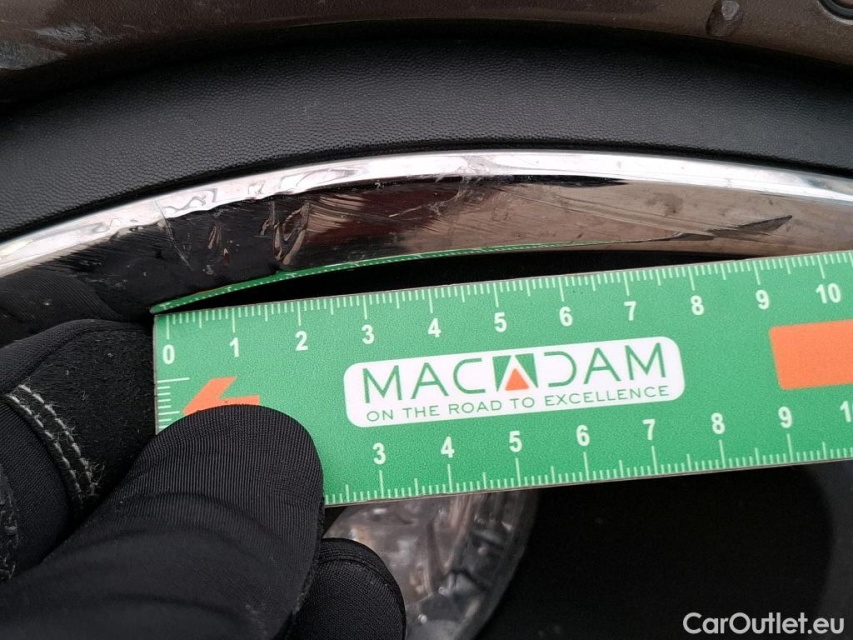 0 1 2 3 4 5 6 7 8 9 10
MACADAM
ON THE ROAD TO EXCELLENCE
3 4 5 6 7 8 9 1
CarOutlet.eu